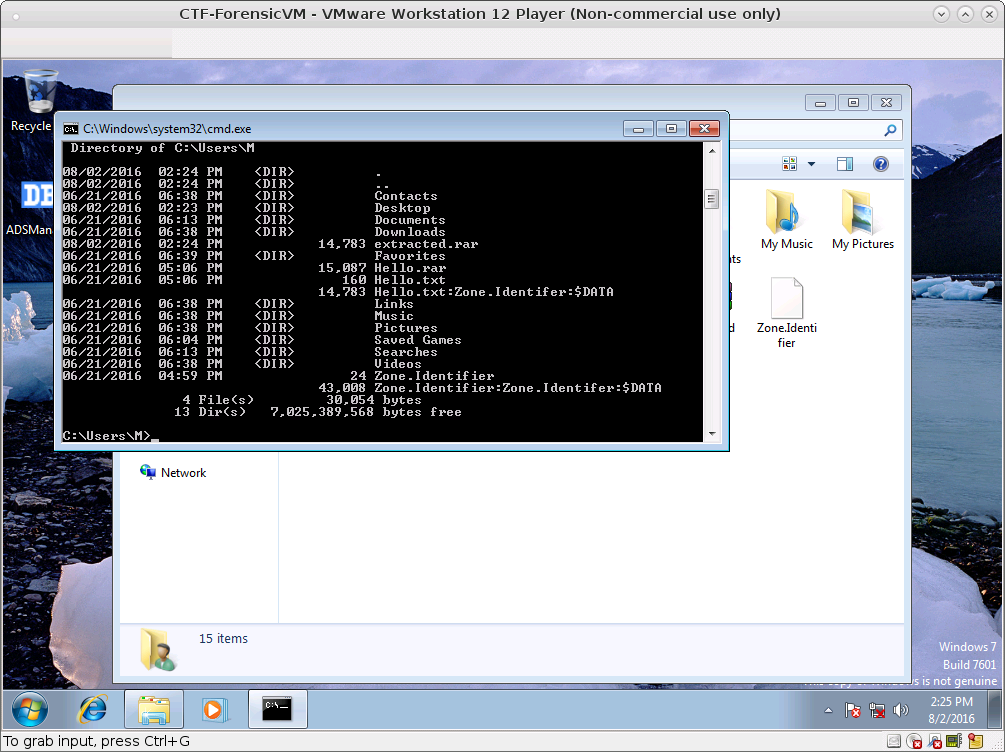 CTF-ForensicVM - VMware Workstation 12 Player (Non-commercial use only)
Recycle
ADSMan
C:\Windows\system32\cmd.exe
Directory of C:\Users\M
08/02/2016 02:24 PM <DIR> .
08/02/2016 02:24 PM <DIR> ..
06/21/2016 06:38 PM <DIR> Contacts
08/02/2016 02:23 PM <DIR> Desktop
06/21/2016 06:13 PM <DIR> Documents
06/21/2016 06:38 PM <DIR> Downloads
08/02/2016 02:24 PM 14,783 extracted.rar
06/21/2016 06:39 PM <DIR> Favorites
06/21/2016 05:06 PM 15,087 Hello.rar
06/21/2016 05:06 PM 160 Hello.txt
14,783 Hello.txt:Zone.Identifer:$DATA
06/21/2016 06:38 PM <DIR> Links
06/21/2016 06:38 PM <DIR> Music
06/21/2016 06:38 PM <DIR> Pictures
06/21/2016 06:04 PM <DIR> Saved Games
06/21/2016 06:13 PM <DIR> Searches
06/21/2016 06:38 PM <DIR> Videos
06/21/2016 04:59 PM 24 Zone.Identifier
43,008 Zone.Identifier:Zone.Identifer:$DATA
4 File(s) 30,054 bytes
13 Dir(s) 7,025,389,568 bytes free
C:\Users\M>
My Music
My Pictures
Zone.Identi
fier
Network
15 items
Windows 7
Build 7601
is not genuine
2:25 PM
8/2/2016
To grab input, press Ctrl+G